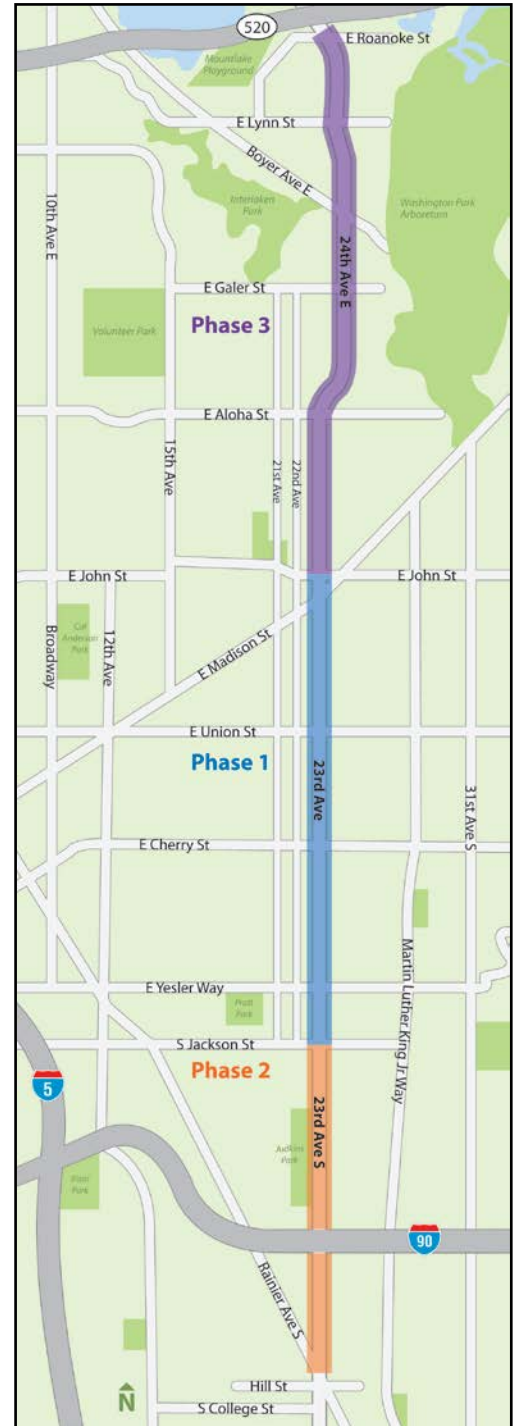 520
E Roanoke St
Mountlake
Playground
E Lynn St
Boyer Ave E
Interlaken
Park
Washington Park
Arboretum
10th Ave E
24th Ave E
E Galer St
Phase 3
Volunteer Park
E Aloha St
15th Ave
21st Ave
22nd Ave
E John St
E John St
Cal
Anderson
Park
Broadway
12th Ave
E Madison St
E Union St
Phase 1
23rd Ave
31st Ave S
E Cherry St
Martin Luther King Jr Way
E Yesler Way
Pratt
Park
S Jackson St
Phase 2
5
23rd Ave S
Judkins
Park
Park
90
Rainier Ave S
Hill St
N
S College St